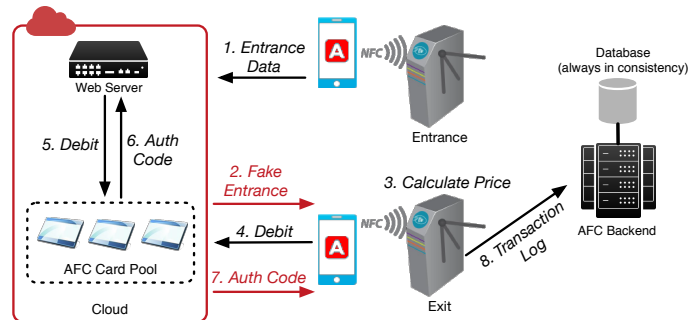 1. Entrance
Data
A
NFC
Entrance
Database
(always in consistency)
Web Server
5. Debit
6. Auth
Code
2. Fake
Entrance
3. Calculate Price
4. Debit
A
NFC
8. Transaction
Log
AFC Backend
AFC Card Pool
7. Auth Code
Exit
Cloud